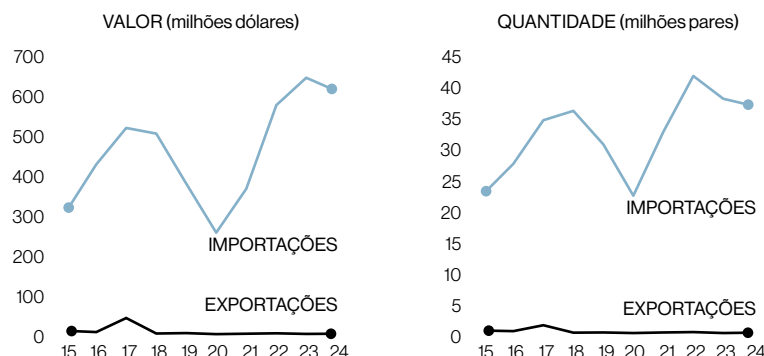 VALOR (milhões dólares)
700
600
500
400
300
200
100
0
IMPORTAÇÕES
EXPORTAÇÕES
15 16 17 18 19 20 21 22 23 24
QUANTIDADE (milhões pares)
45
40
35
30
25
20
15
10
5
0
IMPORTAÇÕES
EXPORTAÇÕES
15 16 17 18 19 20 21 22 23 24